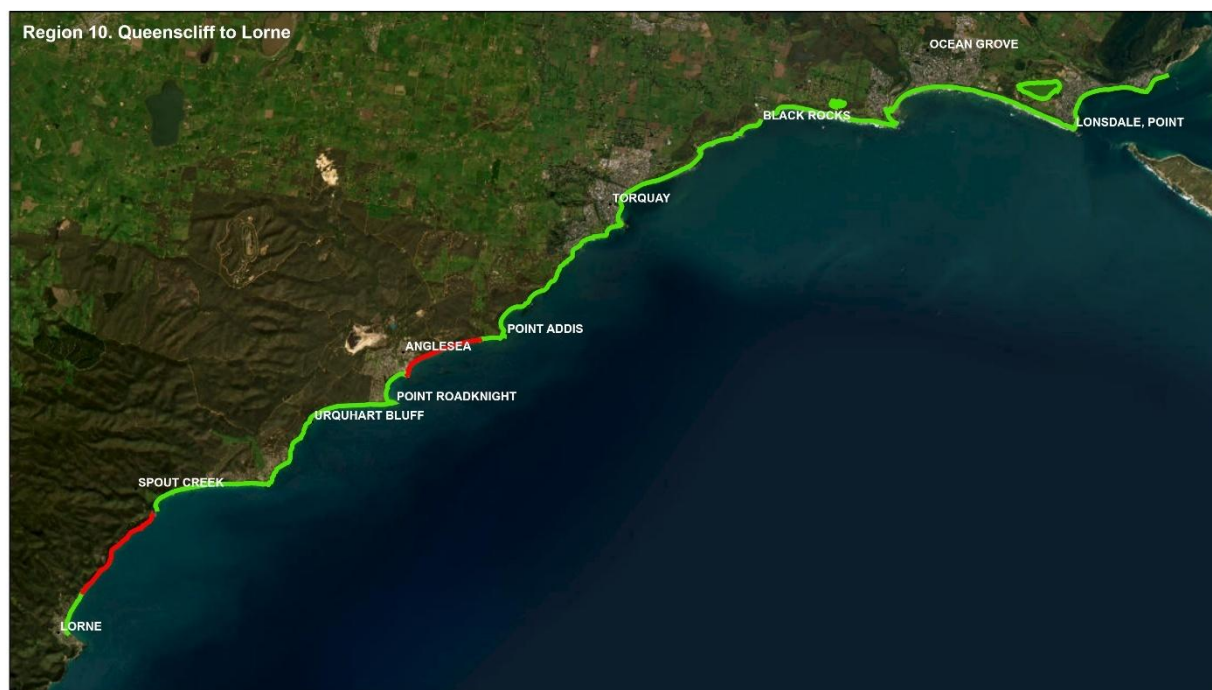 Region 10. Queenscliff to Lorne
OCEAN GROVE
BLACK ROCKS
LONSDALE, POINT
TORQUAY
POINT ADDIS
ANGLESEA
POINT ROADKNIGHT
URQUHART BLUFF
SPOUT CREEK
LORNE